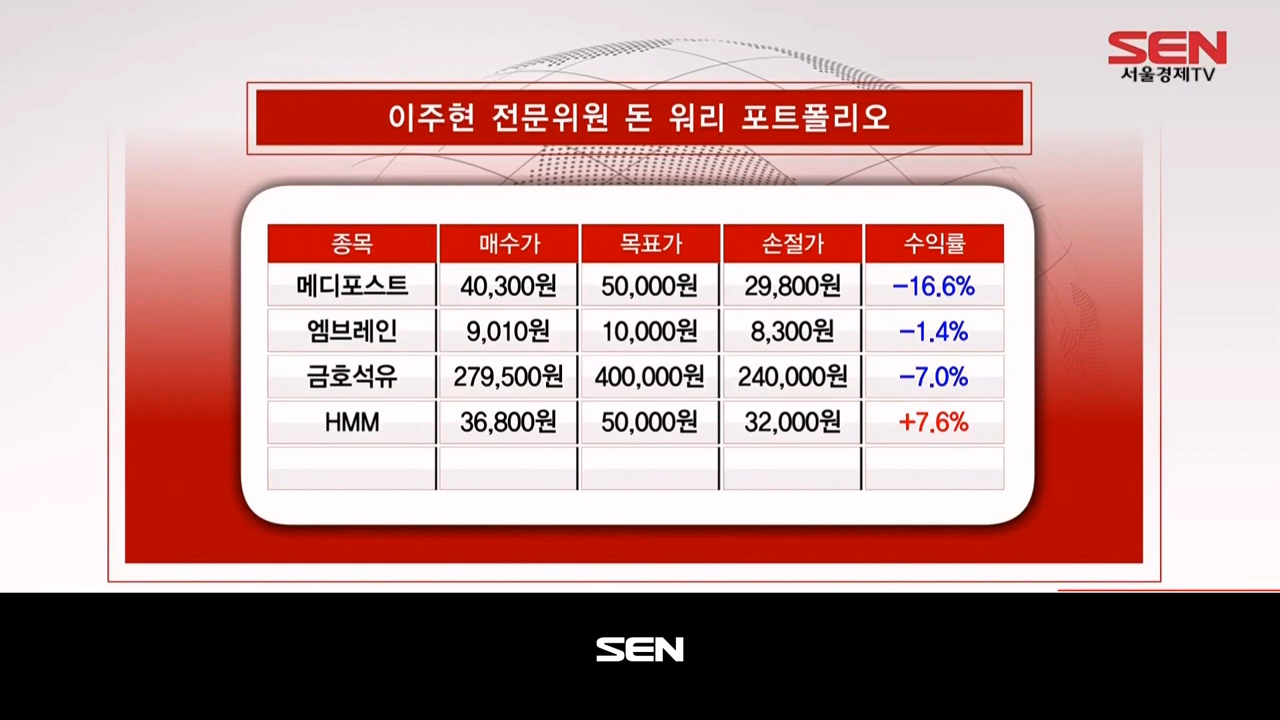 SEN
서울경제TV
이주현 전문위원 돈 워리 포트폴리오
종목 매수가 목표가 손절가 수익률
메디포스트 40,300원 50,000원 29,800원 -16.6%
엠브레인 9,010원 10,000원 8,300원 -1.4%
금호석유 279,500원 400,000원 240,000원 -7.0%
HMM 36,800원 50,000원 32,000원 +7.6%
SEN